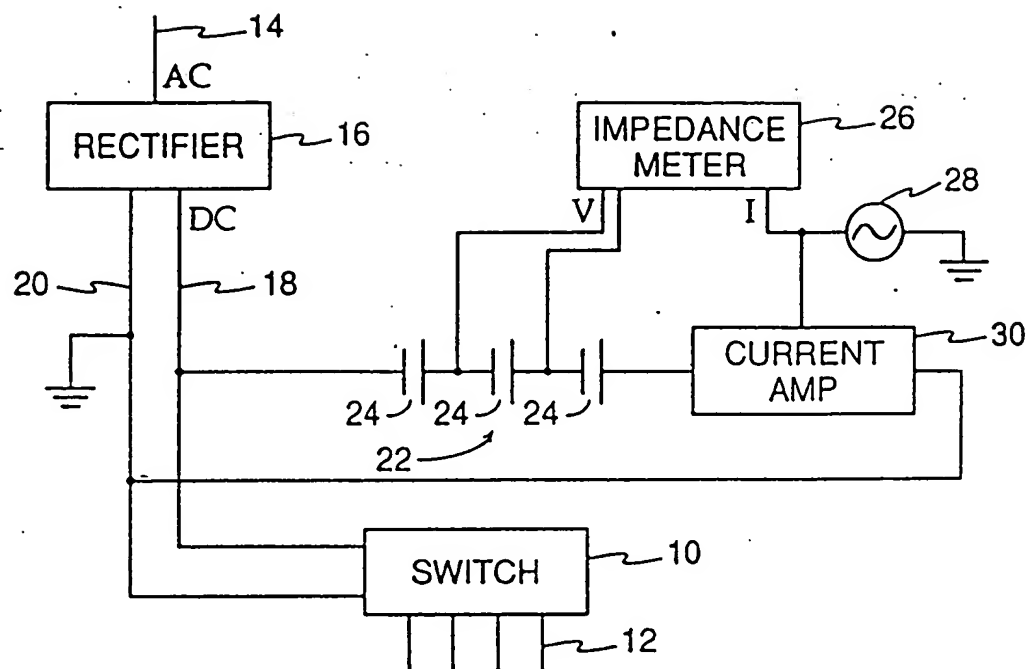 14
AC
RECTIFIER
16
DC
20
18
IMPEDANCE
METER
26
V
I
28
CURRENT
AMP
30
24
24
24
22
SWITCH
10
12